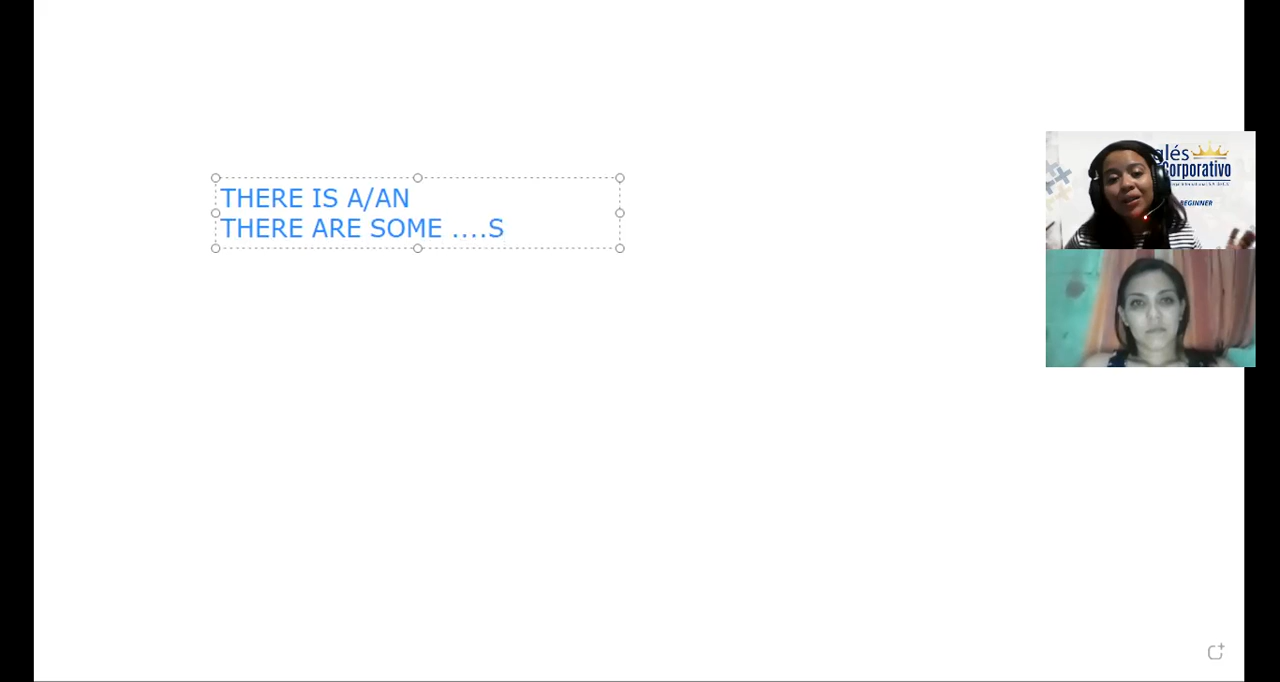 THERE IS A/AN
THERE ARE SOME ....S
glés
Corporativo
BEGINNER